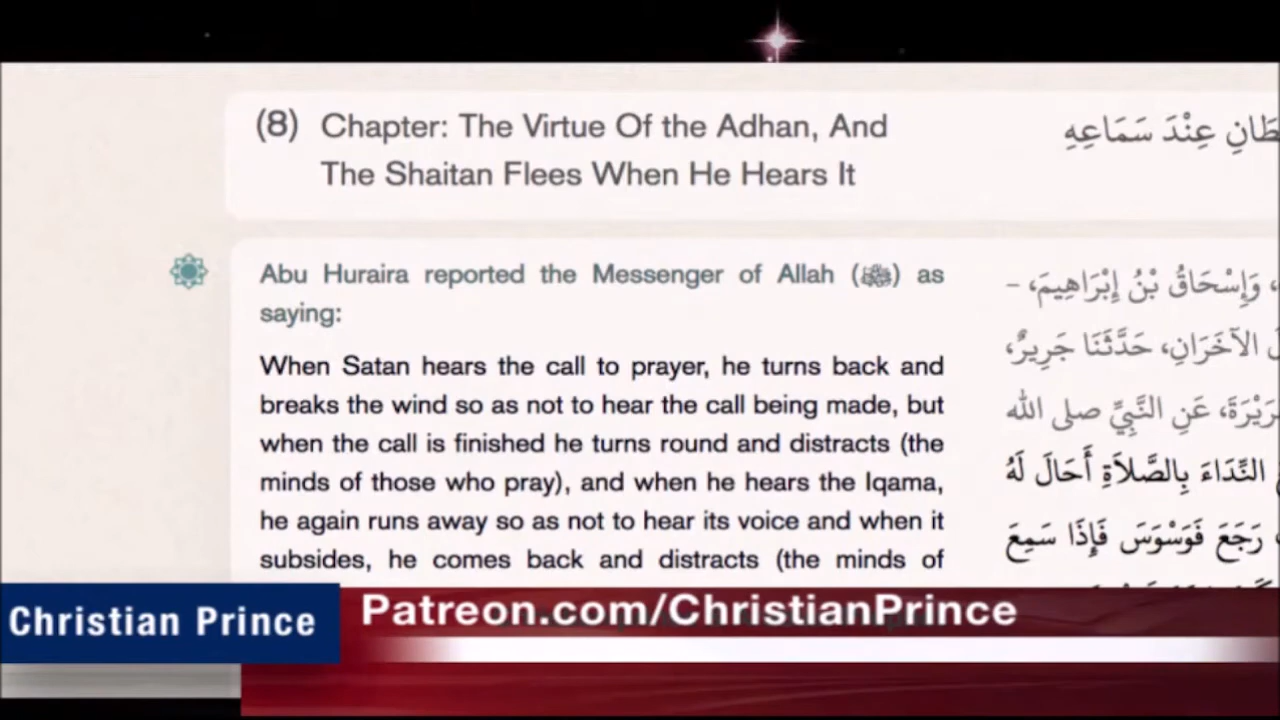 (8) Chapter: The Virtue Of the Adhan, And
The Shaitan Flees When He Hears It
عِنْدَ سَمَاعِهِ
Abu Huraira reported the Messenger of Allah (ﷺ) as
saying:
When Satan hears the call to prayer, he turns back and
breaks the wind so as not to hear the call being made, but
when the call is finished he turns round and distracts (the
minds of those who pray), and when he hears the Iqama,
he again runs away so as not to hear its voice and when it
subsides, he comes back and distracts (the minds of
وَإِسْحَاقُ بْنُ إِبْرَاهِيمَ، -
الآخَرَانِ، حَدَّثَنَا جَرِيرٌ،
عَنِ النَّبِيِّ صلى الله
النِّدَاءَ بِالصَّلاَةِ أَحَالَ لَهُ
رَجَعَ فَوَسْوَسَ فَإِذَا سَمِعَ
Christian Prince
Patreon.com/ChristianPrince